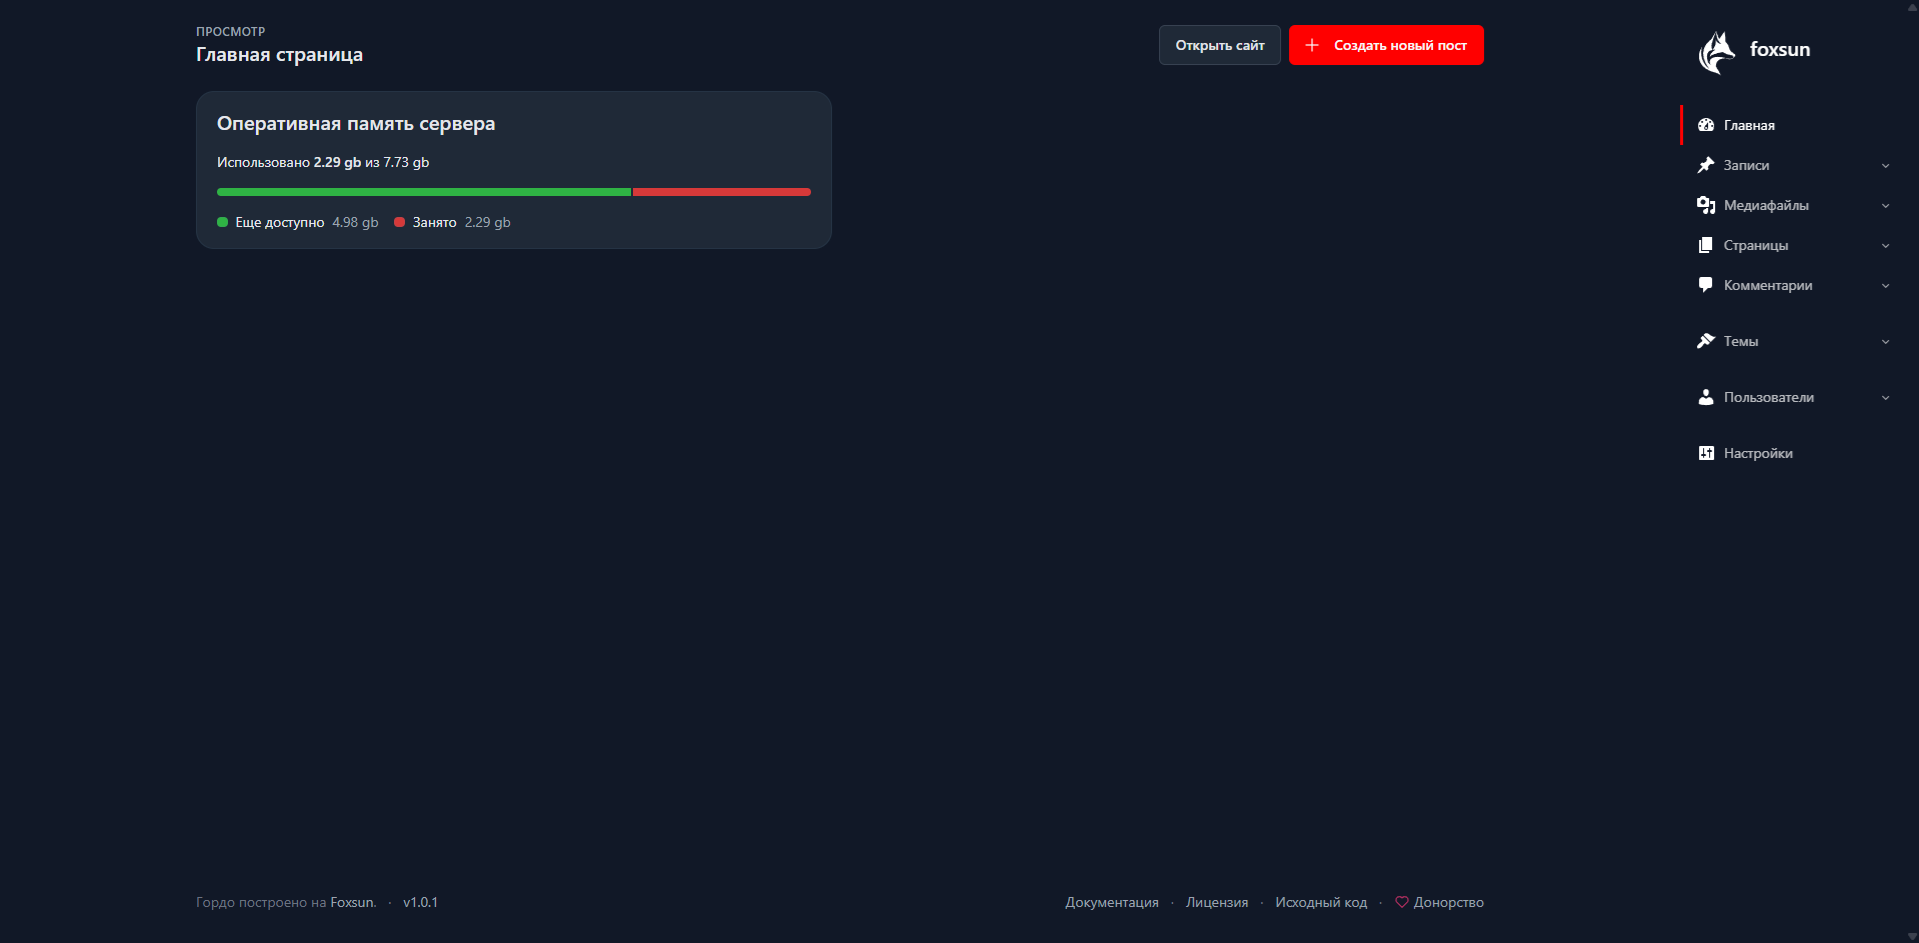 ПРОСМОТР
Главная страница
Открыть сайт
Создать новый пост
Оперативная память сервера
Использовано 2.29 gb из 7.73 gb
Еще доступно 4.98 gb Занято 2.29 gb
foxsun
Главная
Записи
Медиафайлы
Страницы
Комментарии
Темы
Пользователи
Настройки
Гордо построено на Foxsun. · v1.0.1
Документация · Лицензия · Исходный код · Донорство